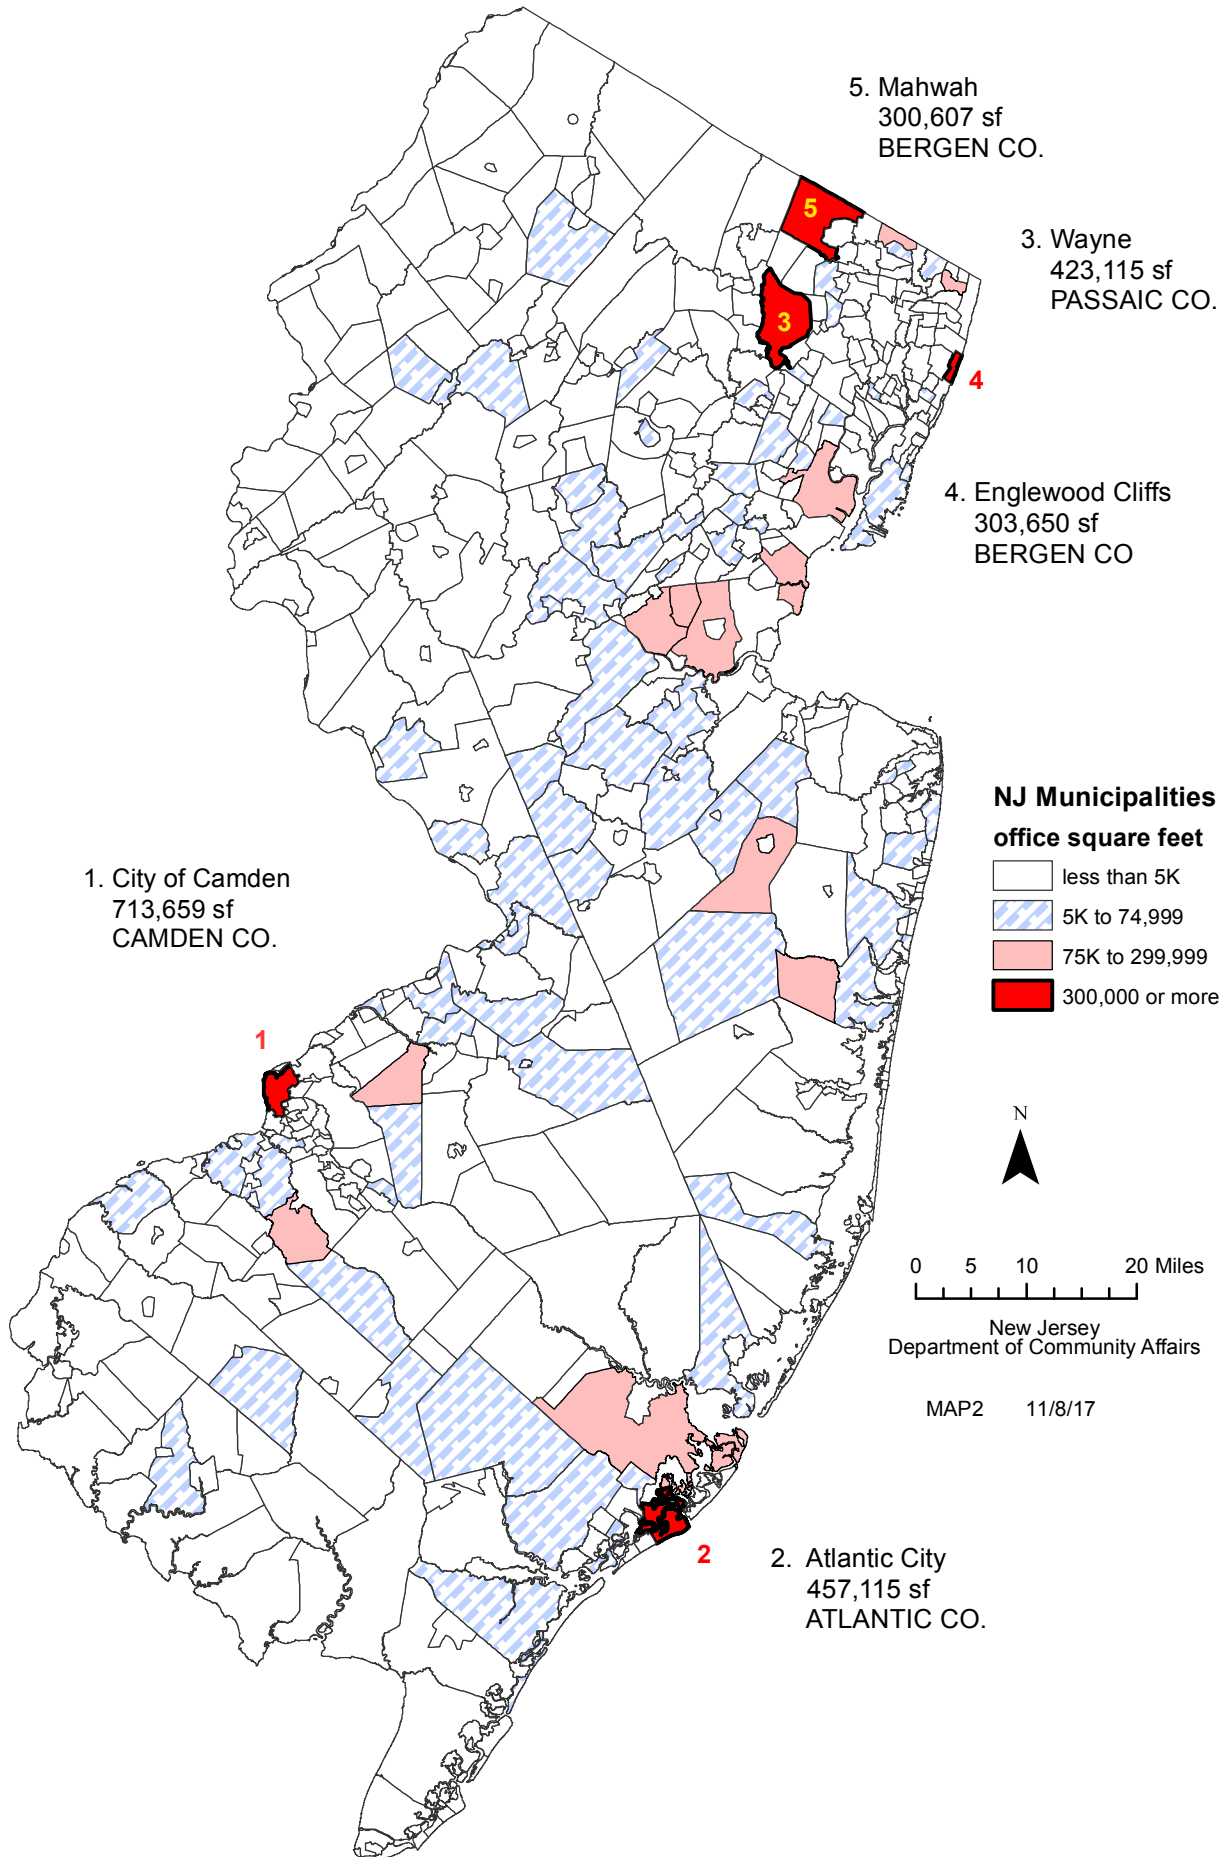 5. Mahwah
300,607 sf
BERGEN CO.
5
3. Wayne
423,115 sf
PASSAIC CO.
3
4
4. Englewood Cliffs
303,650 sf
BERGEN CO
NJ Municipalities
office square feet
less than 5K
5K to 74,999
75K to 299,999
300,000 or more
1. City of Camden
713,659 sf
CAMDEN CO.
1
N
0 5 10 20 Miles
New Jersey
Department of Community Affairs
MAP2 11/8/17
2
2. Atlantic City
457,115 sf
ATLANTIC CO.